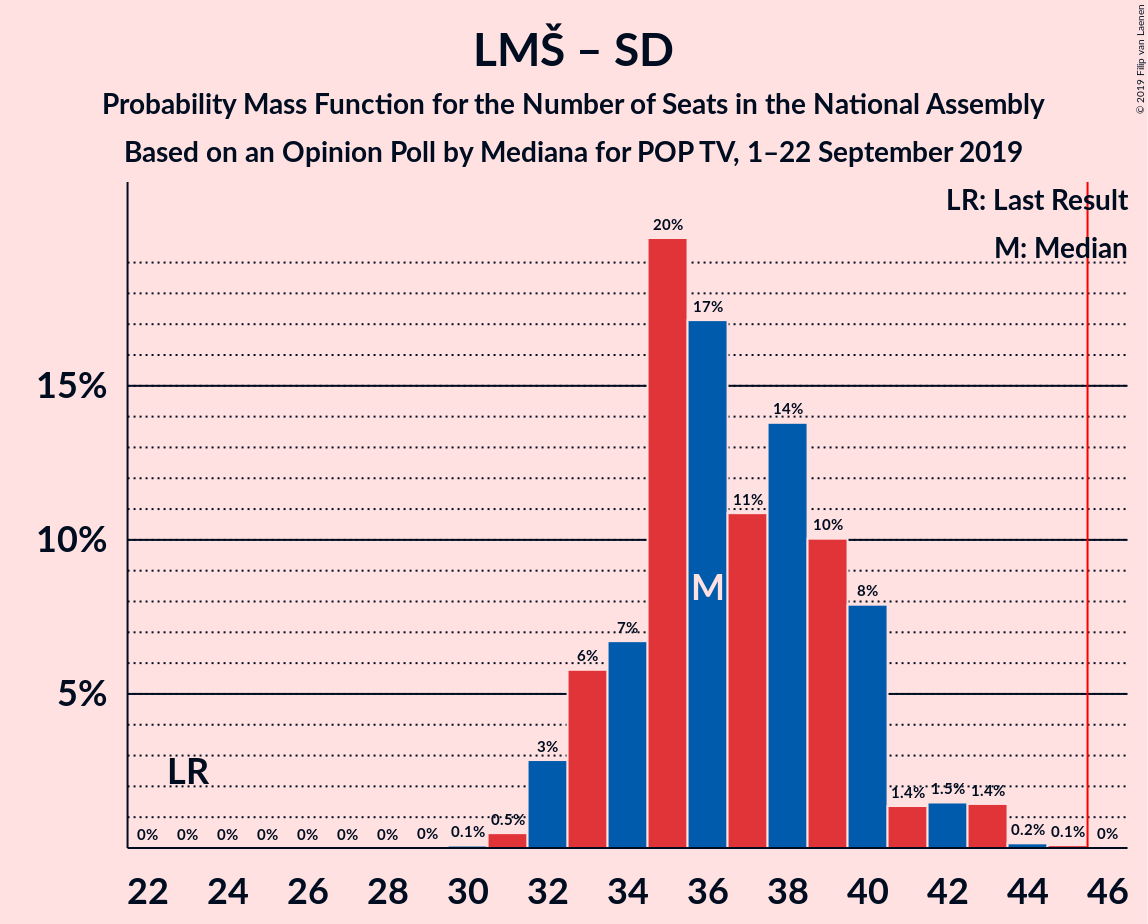 LMŠ – SD
Probability Mass Function for the Number of Seats in the National Assembly
Based on an Opinion Poll by Mediana for POP TV, 1–22 September 2019
© 2019 Filip van Laenen
LR: Last Result
M: Median
20%
17%
15%
14%
11%
10%
10%
M
8%
7%
6%
5%
3%
LR
1.4% 1.5% 1.4%
0% 0% 0% 0% 0% 0% 0% 0% 0.1% 0.5% 0.2% 0.1% 0%
22 24 26 28 30 32 34 36 38 40 42 44 46